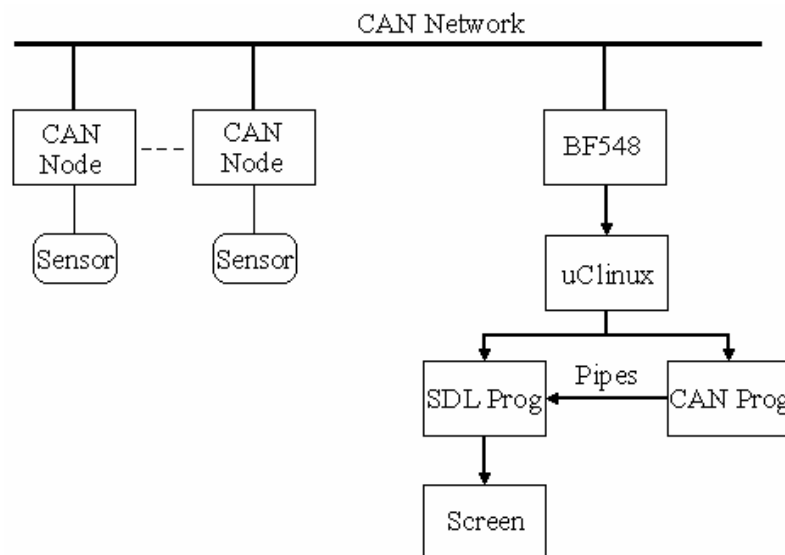 CAN Network
CAN
Node
CAN
Node
BF548
Sensor
Sensor
uClinux
Pipes
SDL Prog
CAN Prog
Screen